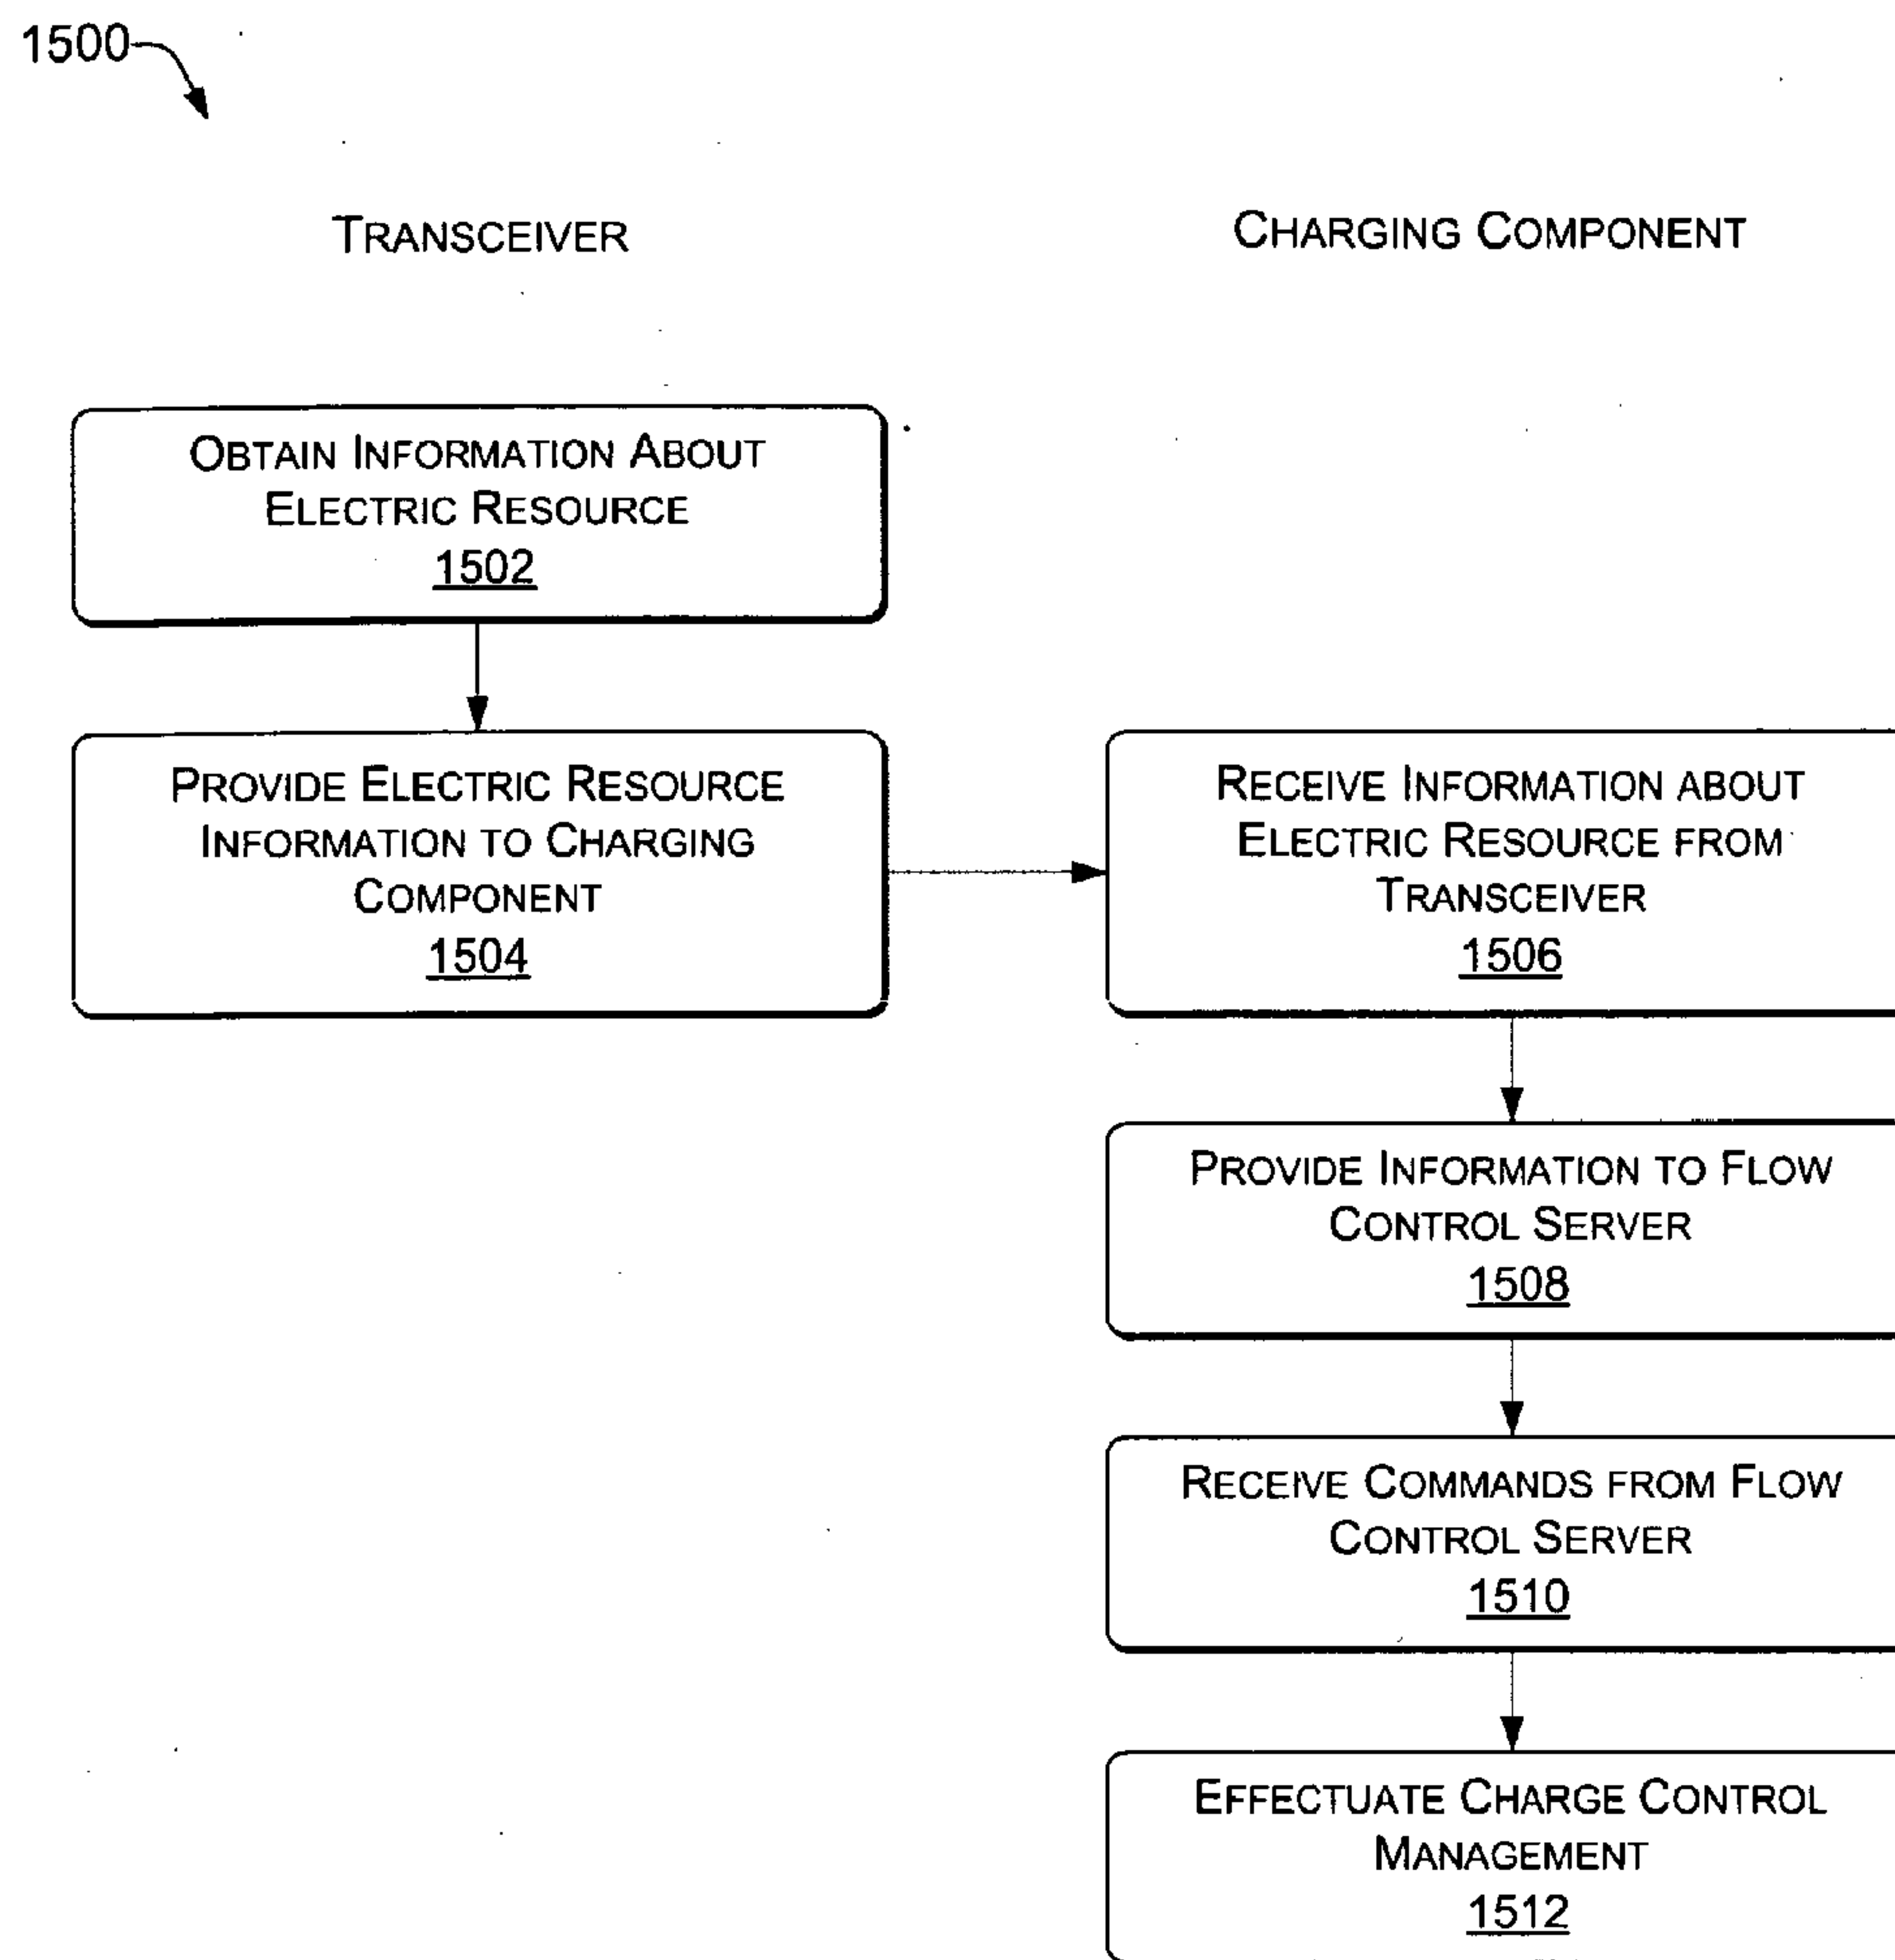 1500
TRANSCEIVER
CHARGING COMPONENT
OBTAIN INFORMATION ABOUT
ELECTRIC RESOURCE
1502
PROVIDE ELECTRIC RESOURCE
INFORMATION TO CHARGING
COMPONENT
1504
RECEIVE INFORMATION ABOUT
ELECTRIC RESOURCE FROM
TRANSCEIVER
1506
PROVIDE INFORMATION TO FLOW
CONTROL SERVER
1508
RECEIVE COMMANDS FROM FLOW
CONTROL SERVER
1510
EFFECTUATE CHARGE CONTROL
MANAGEMENT
1512